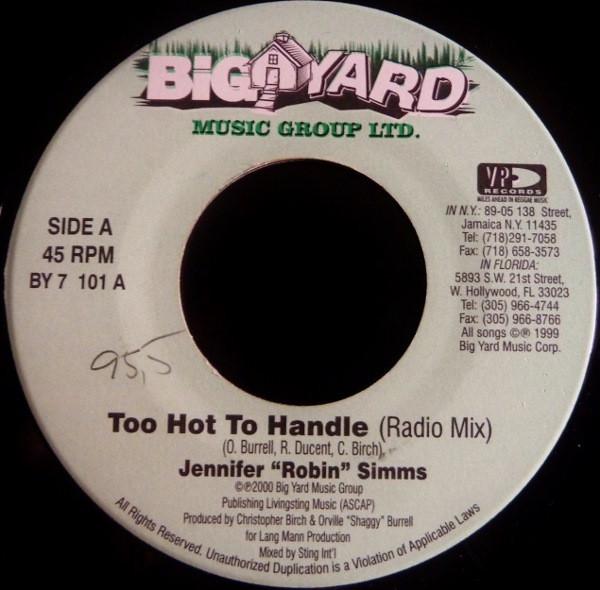 BiG YARD
MUSIC GROUP LTD.
VP
RECORDS
MILES AHEAD IN REGGAE MUSIC
IN N.Y.: 89-05 138 Street,
Jamaica N.Y. 11435
Tel: (718)291-7058
Fax: (718) 658-3573
IN FLORIDA:
5893 S.W. 21st Street,
W. Hollywood, FL 33023
Tel: (305) 966-4744
Fax: (305) 966-8766
All songs ©℗ 1999
Big Yard Music Corp.
SIDE A
45 RPM
BY 7 101 A
95,5
Too Hot To Handle (Radio Mix)
(O. Burrell, R. Ducent, C. Birch)
Jennifer "Robin" Simms
©℗2000 Big Yard Music Group
Publishing Livingsting Music (ASCAP)
Produced by Christopher Birch & Orville "Shaggy" Burrell
for Lang Mann Production
Mixed by Sting Int'l
All Rights Reserved. Unauthorized Duplication is a Violation of Applicable Laws